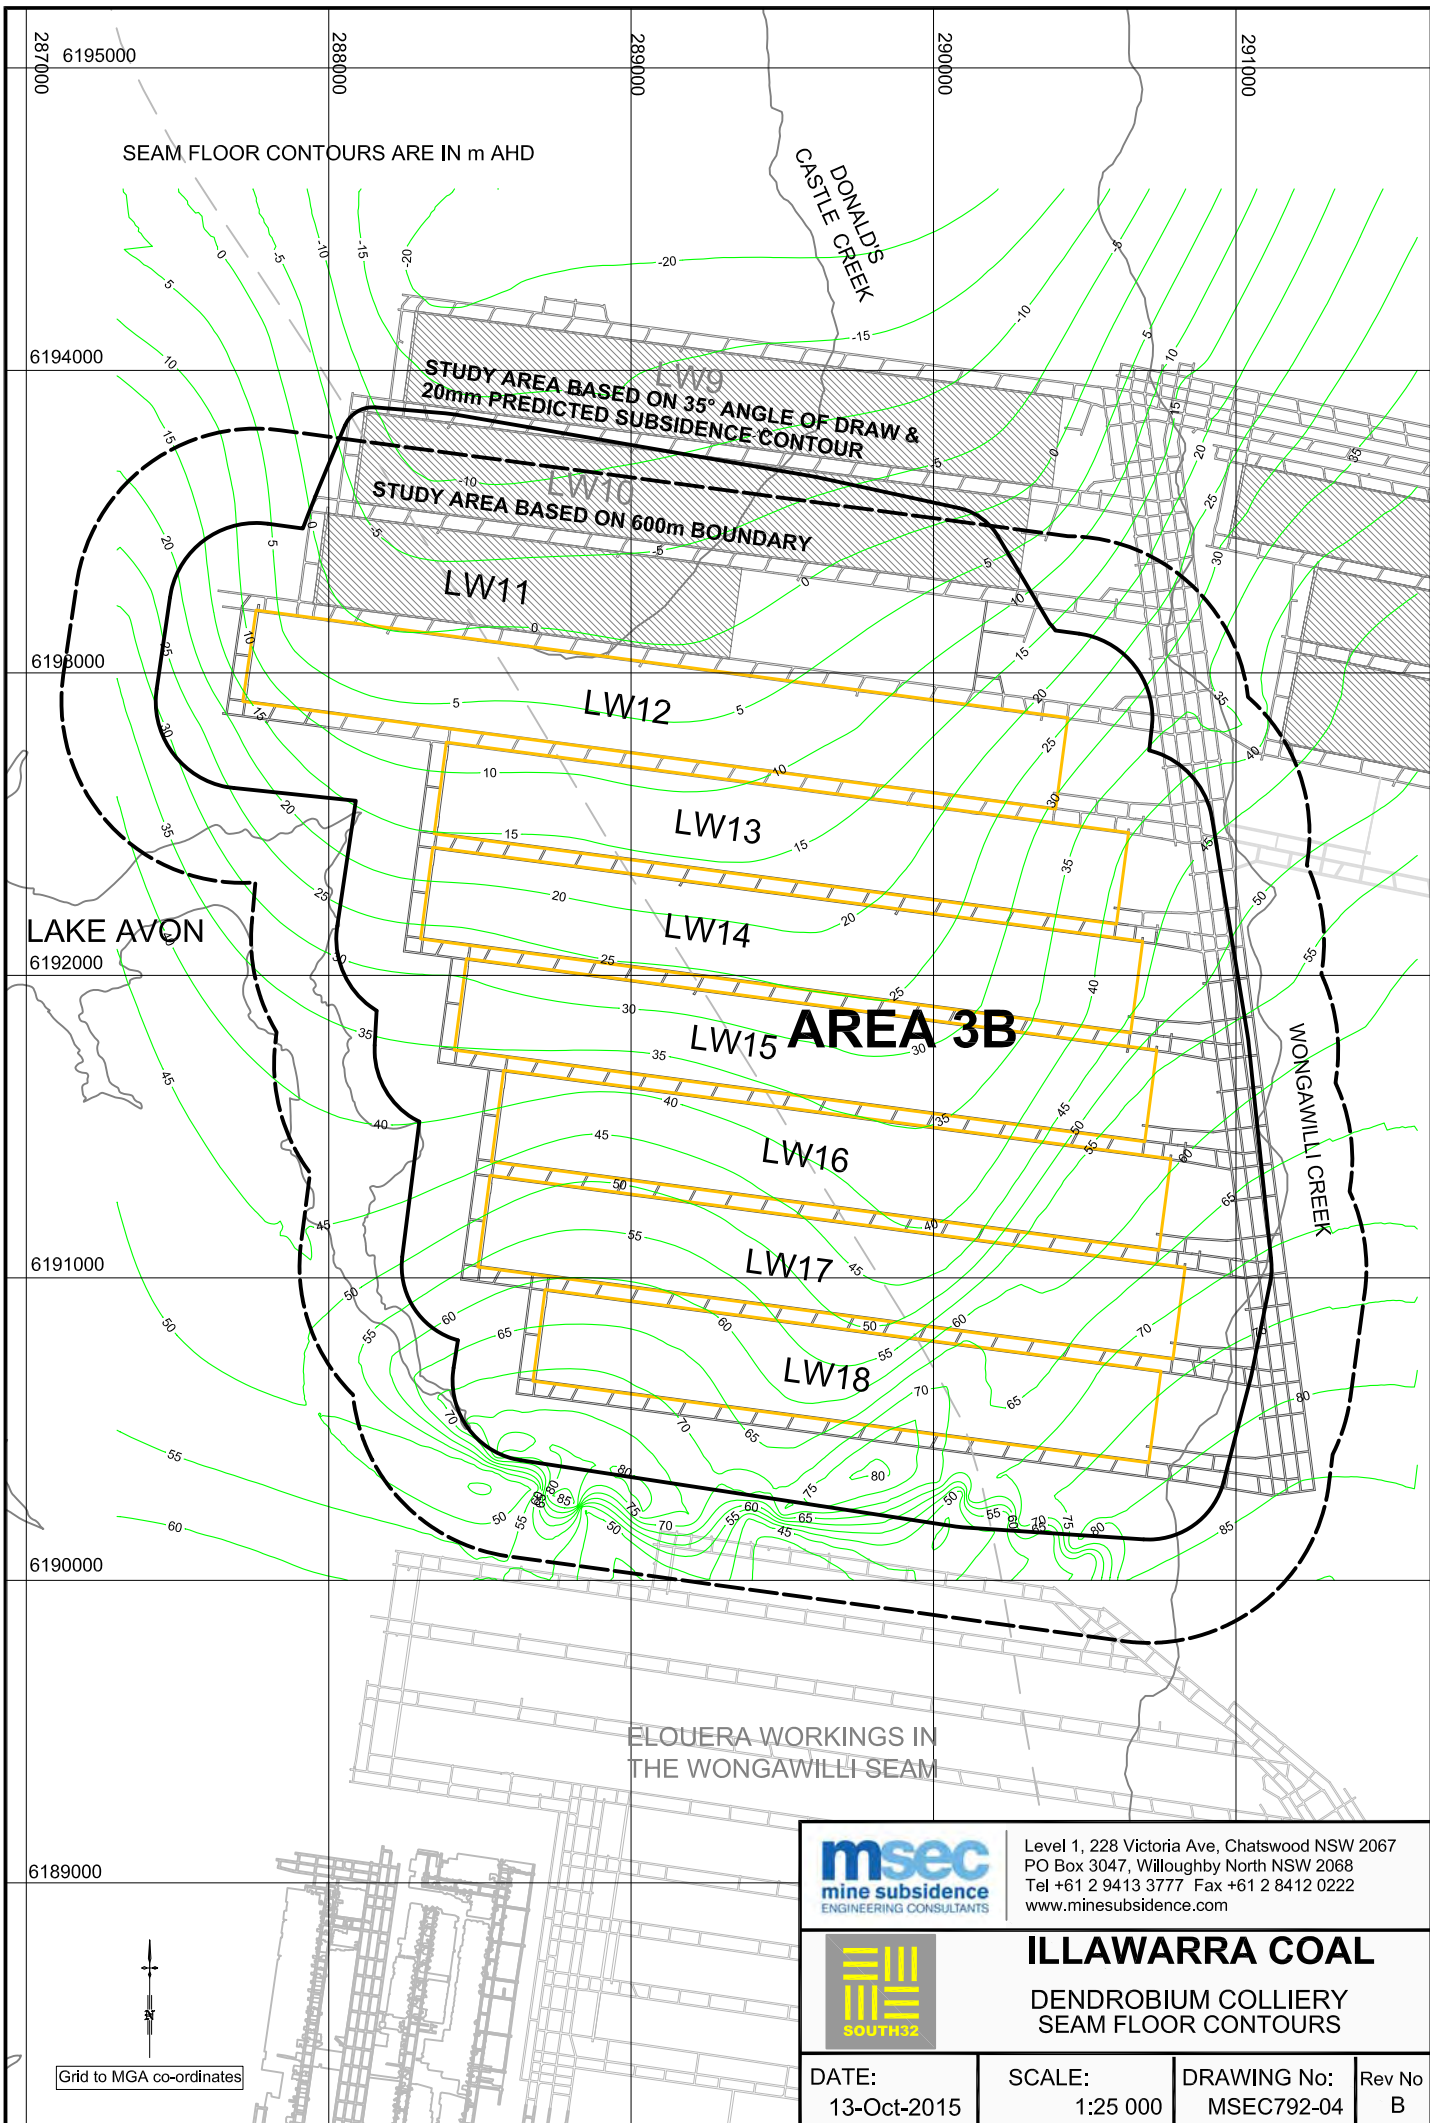 287000
288000
289000
290000
291000
6195000
SEAM FLOOR CONTOURS ARE IN m AHD
DONALD'S
CASTLE CREEK
6194000
LW9
STUDY AREA BASED ON 35° ANGLE OF DRAW &
20mm PREDICTED SUBSIDENCE CONTOUR
LW10
STUDY AREA BASED ON 600m BOUNDARY
LW11
6193000
LW12
LW13
LW14
LAKE AVON
6192000
LW15
AREA 3B
WONGAWILLI CREEK
LW16
6191000
LW17
LW18
6190000
ELOUERA WORKINGS IN
THE WONGAWILLI SEAM
6189000
N
Grid to MGA co-ordinates
msec
mine subsidence
ENGINEERING CONSULTANTS
Level 1, 228 Victoria Ave, Chatswood NSW 2067
PO Box 3047, Willoughby North NSW 2068
Tel +61 2 9413 3777 Fax +61 2 8412 0222
www.minesubsidence.com
SOUTH32
ILLAWARRA COAL
DENDROBIUM COLLIERY
SEAM FLOOR CONTOURS
DATE:
13-Oct-2015
SCALE:
1:25 000
DRAWING No:
MSEC792-04
Rev No
B